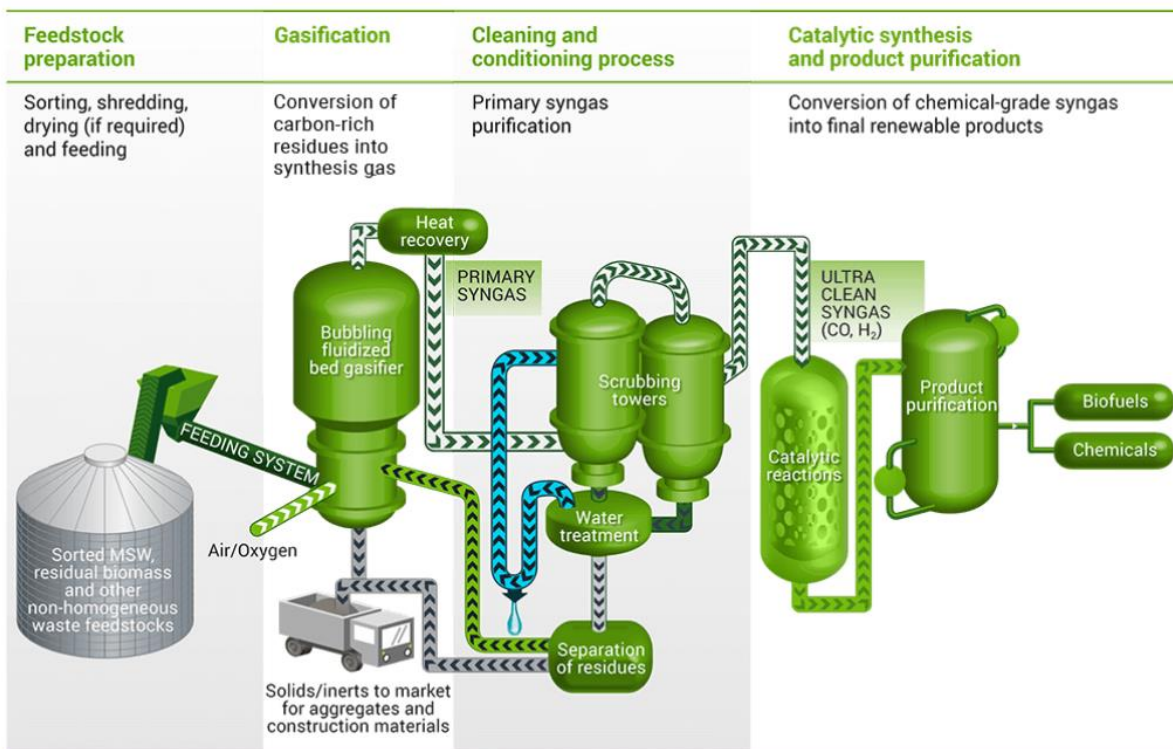 Feedstock
preparation
Gasification
Cleaning and
conditioning process
Catalytic synthesis
and product purification
Sorting, shredding,
drying (if required)
and feeding
Conversion of
carbon-rich
residues into
synthesis gas
Primary syngas
purification
Conversion of chemical-grade syngas
into final renewable products
Heat
recovery
PRIMARY
SYNGAS
ULTRA
CLEAN
SYNGAS
(CO, H₂)
Bubbling
fluidized
bed gasifier
Scrubbing
towers
Product
purification
Biofuels
Chemicals
FEEDING SYSTEM
Catalytic
reactions
Water
treatment
Air/Oxygen
Sorted MSW,
residual biomass
and other
non-homogeneous
waste feedstocks
Separation
of residues
Solids/inerts to market
for aggregates and
construction materials